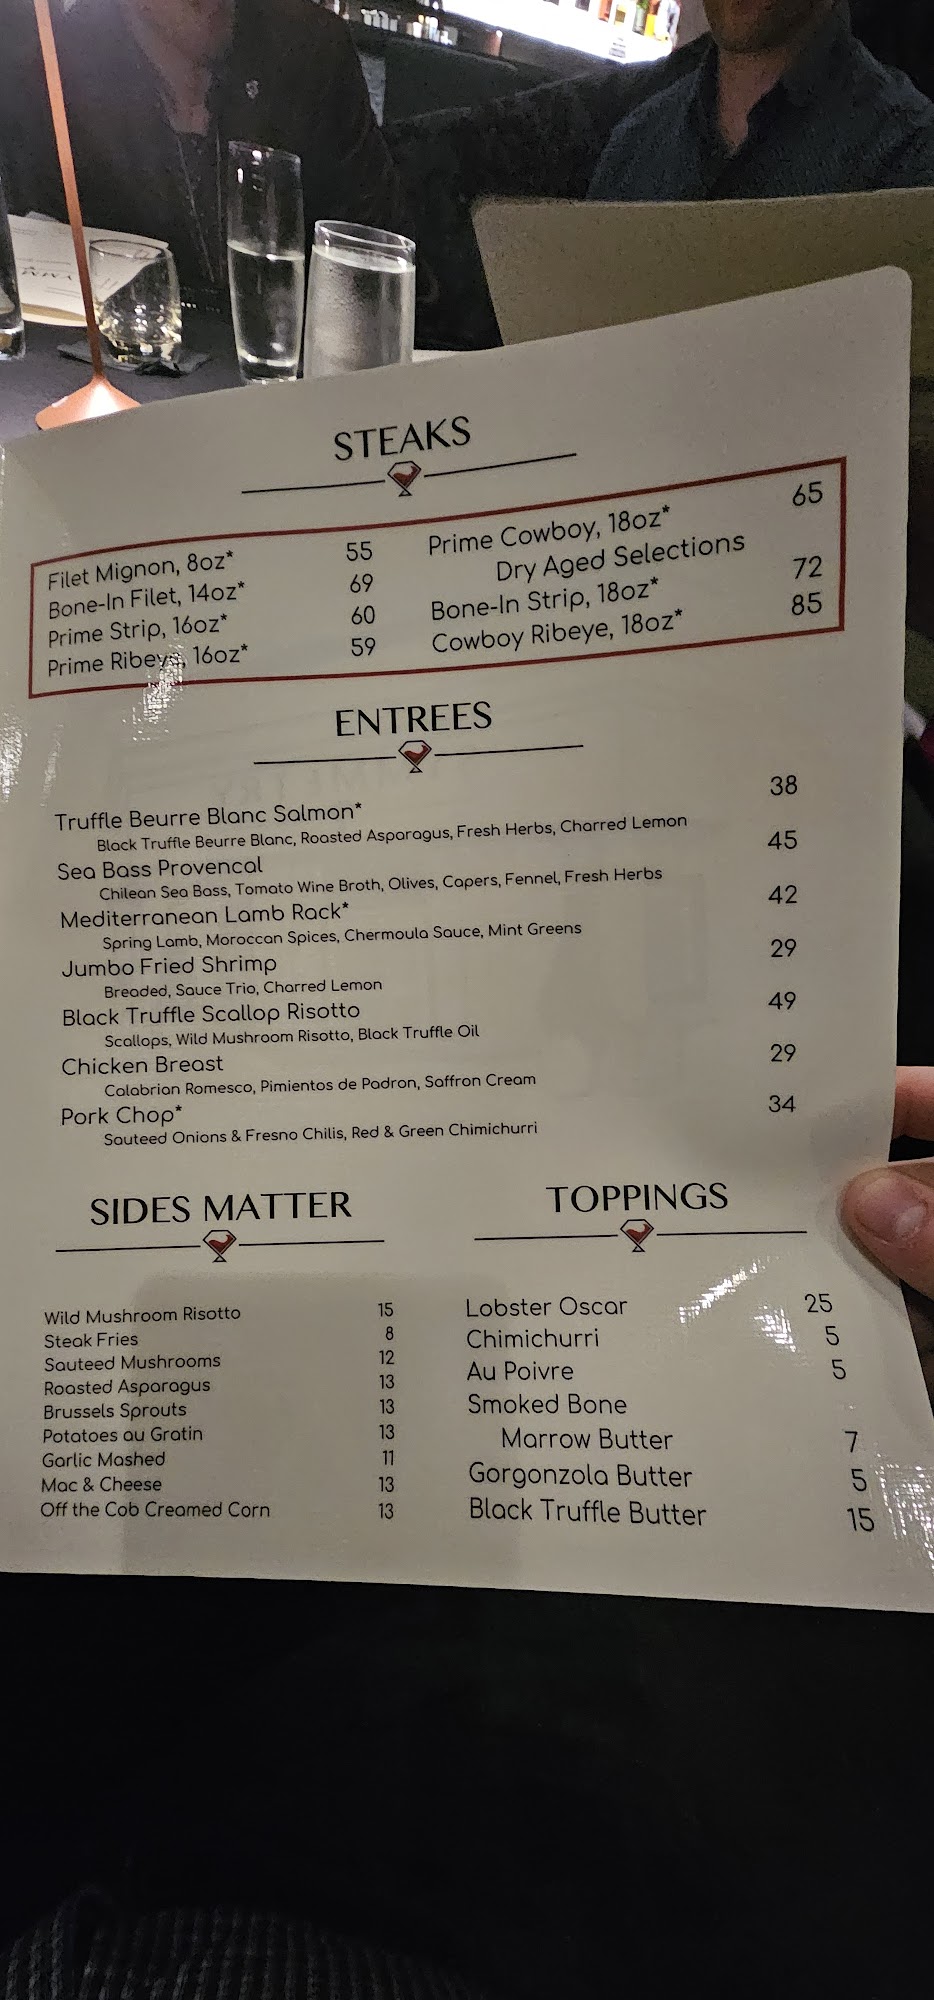 STEAKS
Filet Mignon, 8oz* 55
Bone-In Filet, 14oz* 69
Prime Strip, 16oz* 60
Prime Ribeye, 16oz* 59
Prime Cowboy, 18oz* 65
Dry Aged Selections
Bone-In Strip, 18oz* 72
Cowboy Ribeye, 18oz* 85
ENTREES
Truffle Beurre Blanc Salmon* 38
Black Truffle Beurre Blanc, Roasted Asparagus, Fresh Herbs, Charred Lemon
Sea Bass Provencal 45
Chilean Sea Bass, Tomato Wine Broth, Olives, Capers, Fennel, Fresh Herbs
Mediterranean Lamb Rack* 42
Spring Lamb, Moroccan Spices, Chermoula Sauce, Mint Greens
Jumbo Fried Shrimp 29
Breaded, Sauce Trio, Charred Lemon
Black Truffle Scallop Risotto 49
Scallops, Wild Mushroom Risotto, Black Truffle Oil
Chicken Breast 29
Calabrian Romesco, Pimientos de Padron, Saffron Cream
Pork Chop* 34
Sauteed Onions & Fresno Chilis, Red & Green Chimichurri
SIDES MATTER
Wild Mushroom Risotto 15
Steak Fries 8
Sauteed Mushrooms 12
Roasted Asparagus 13
Brussels Sprouts 13
Potatoes au Gratin 13
Garlic Mashed 11
Mac & Cheese 13
Off the Cob Creamed Corn 13
TOPPINGS
Lobster Oscar 25
Chimichurri 5
Au Poivre 5
Smoked Bone
Marrow Butter 7
Gorgonzola Butter 5
Black Truffle Butter 15